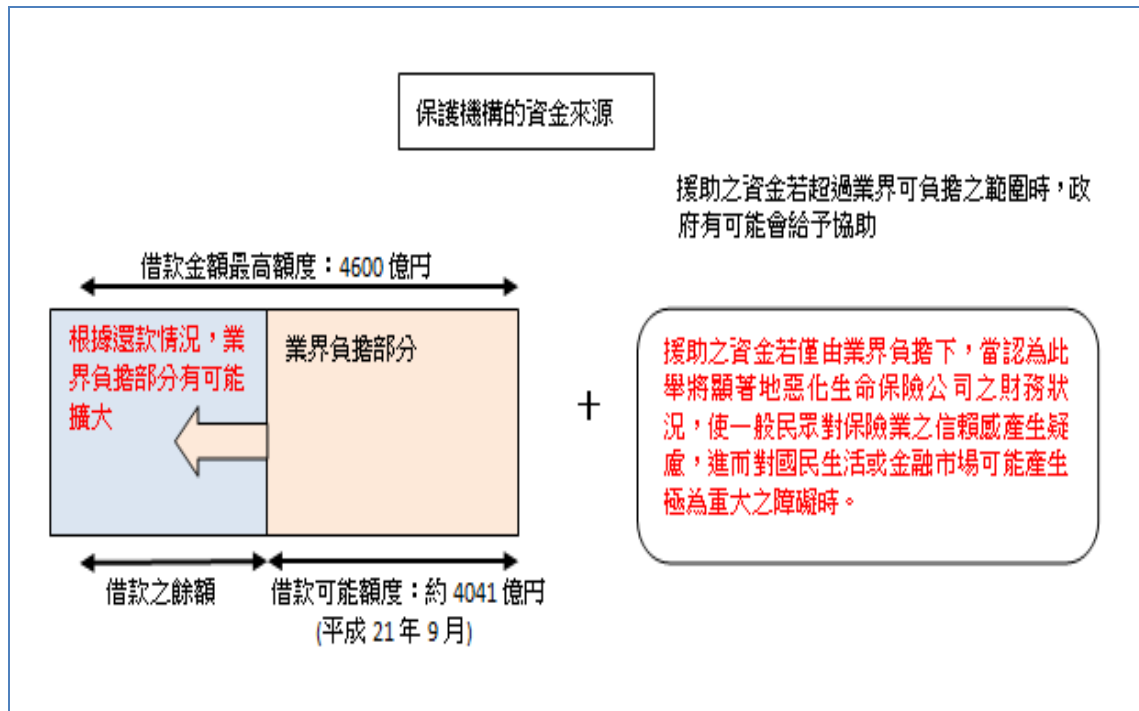 保護機構的資金來源
援助之資金若超過業界可負擔之範圍時，政
府有可能會給予協助
借款金額最高額度：4600 億円
根據還款情況，業
界負擔部分有可能
擴大
業界負擔部分
+
援助之資金若僅由業界負擔下，當認為此
舉將顯著地惡化生命保險公司之財務狀
況，使一般民眾對保險業之信賴感產生疑
慮，進而對國民生活或金融市場可能產生
極為重大之障礙時。
借款之餘額
借款可能額度：約 4041 億円
(平成 21 年 9 月)